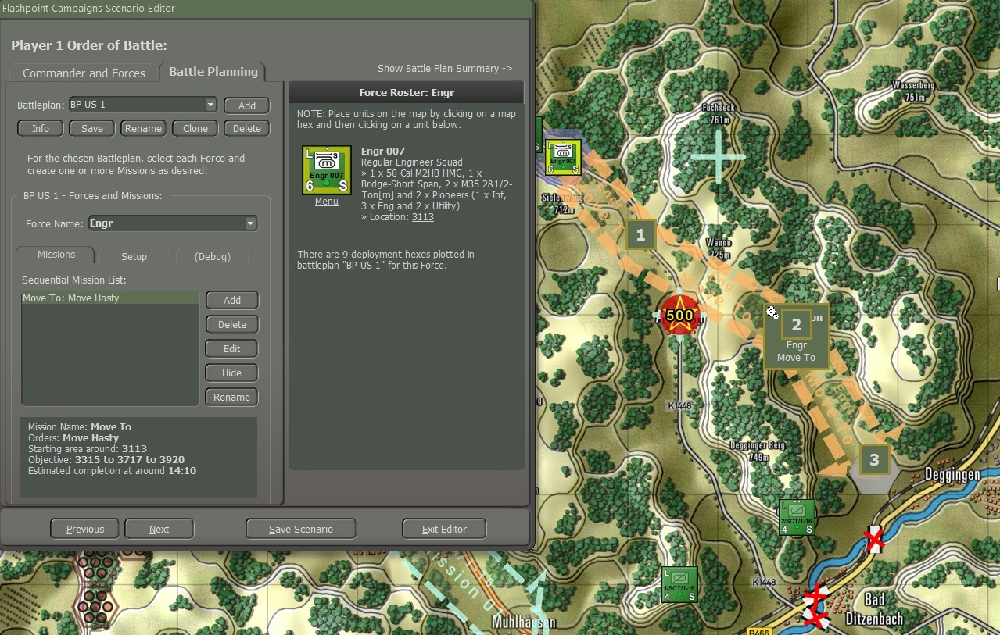 Flashpoint Campaigns Scenario Editor
Player 1 Order of Battle:
Commander and Forces
Battle Planning
Show Battle Plan Summary ->
Battleplan:
BP US 1
Add
Info
Save
Rename
Clone
Delete
For the chosen Battleplan, select each Force and
create one or more Missions as desired:
BP US 1 - Forces and Missions:
Force Name:
Engr
Missions
Setup
(Debug)
Sequential Mission List:
Move To: Move Hasty
Add
Delete
Edit
Hide
Rename
Mission Name: Move To
Orders: Move Hasty
Starting area around: 3113
Objective: 3315 to 3717 to 3920
Estimated completion at around 14:10
Previous
Next
Save Scenario
Exit Editor
Force Roster: Engr
NOTE: Place units on the map by clicking on a map
hex and then clicking on a unit below.
L
Engr 007
6 S
Menu
Engr 007
Regular Engineer Squad
» 1 x 50 Cal M2HB HMG, 1 x
Bridge-Short Span, 2 x M35 2&1/2-
Ton[m] and 2 x Pioneers (1 x Inf,
3 x Eng and 2 x Utility)
» Location: 3113
There are 9 deployment hexes plotted in
battleplan "BP US 1" for this Force.
Wasserberg
751m
Fuchseck
761m
S
L
Engr 007
6 S
712m
1
Wanne
725m
Engr
Move To
500
2
on
Engr
Move To
Engr
Move To
K1448
Degginger Berg
749m
3
Deggingen
L
2/SCT/1-16
4 S
L
1/SCT/1-16
4 S
K1448
Bad
Ditzenbach
B466
Mühlhausen
ission 01